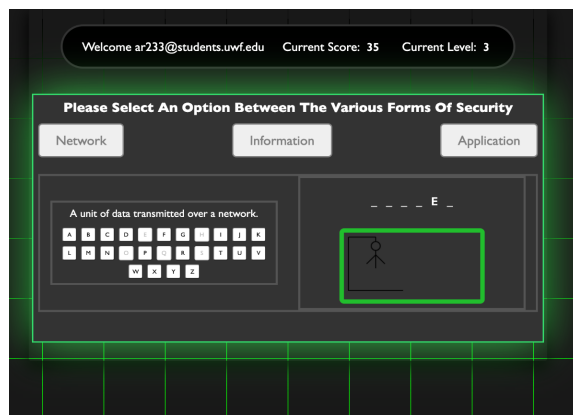 Welcome ar233@students.uwf.edu Current Score: 35 Current Level: 3
Please Select An Option Between The Various Forms Of Security
Network Information Application
A unit of data transmitted over a network.
_ _ _ _ E _
A B C D E F G H I J K
L M N O P Q R S T U V
W X Y Z